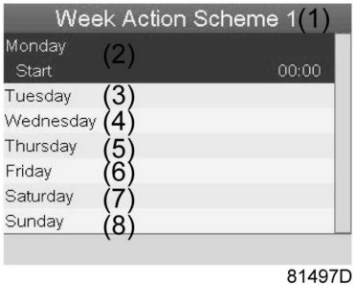 Week Action Scheme 1(1)
Monday (2)
Start 00:00
Tuesday (3)
Wednesday (4)
Thursday (5)
Friday (6)
Saturday (7)
Sunday (8)
81497D